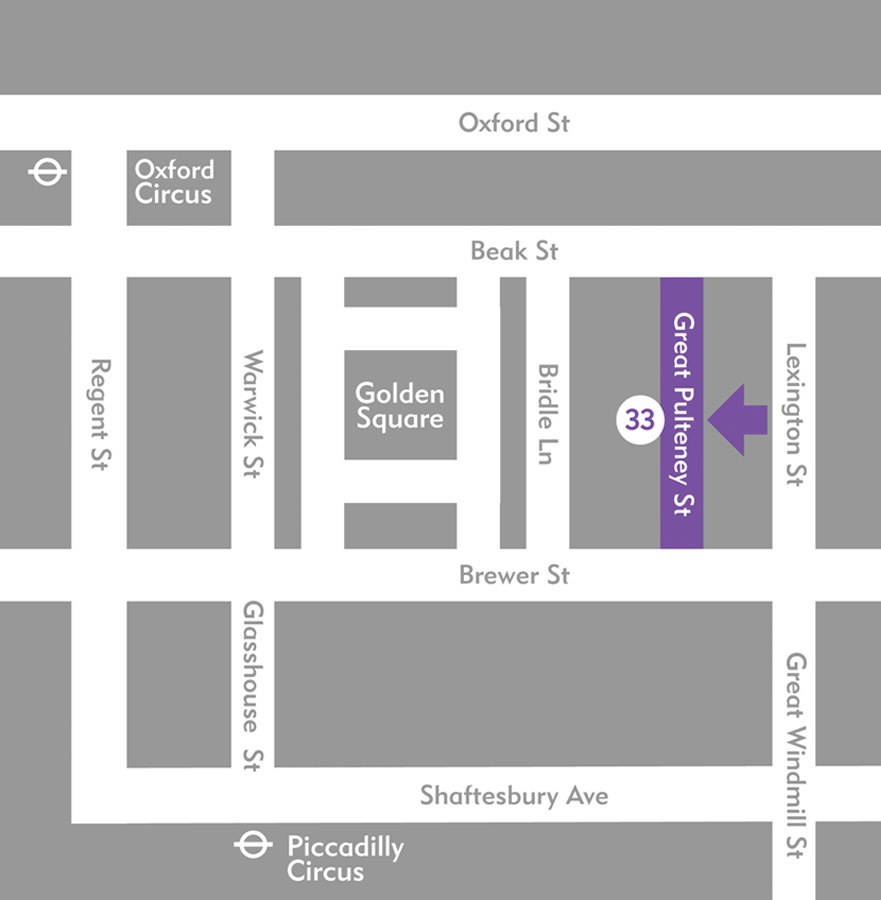 Oxford St
Oxford
Circus
Beak St
Regent St
Warwick St
Golden
Square
Bridle Ln
33
Great Pulteney St
Lexington St
Brewer St
Glasshouse St
Great Windmill St
Shaftesbury Ave
Piccadilly
Circus